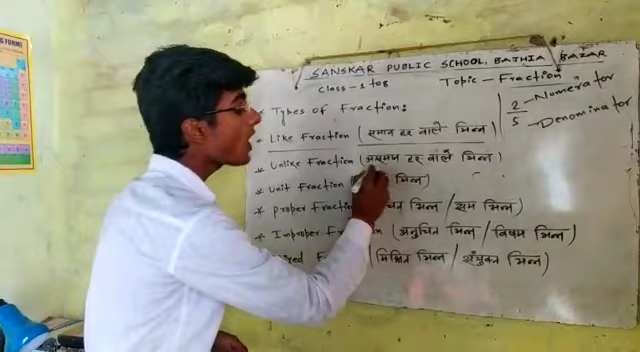 SANSKAR PUBLIC SCHOOL, BATHIA BAZAR
Class - 1 to 8 Topic - Fraction
* Types of Fraction:
2 - Numerator
5 - Denominator
* Like Fraction (समान हर वाले भिन्न)
* Unlike Fraction (असमान हर वाले भिन्न)
* Unit Fraction भिन्न)
* Proper Fraction चित भिन्न / सम भिन्न)
* Improper F (अनुचित भिन्न / विषम भिन्न)
(मिश्रित भिन्न / संयुक्त भिन्न)